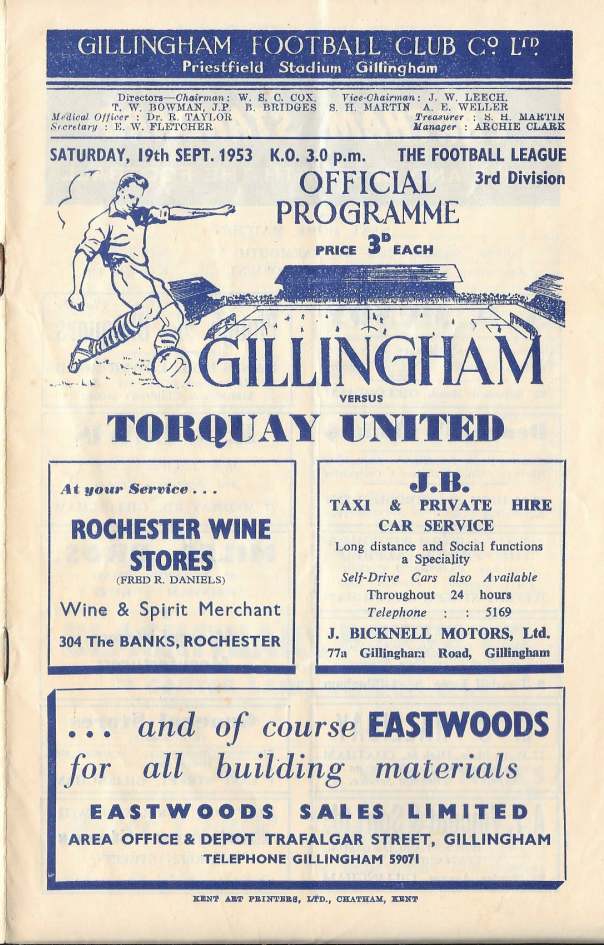 GILLINGHAM FOOTBALL CLUB Cº LTD
Priestfield Stadium Gillingham
Directors—Chairman: W. S. C. COX. Vice-Chairman: J. W. LEECH.
T. W. BOWMAN, J.P. B. BRIDGES S. H. MARTIN A. E. WELLER
Medical Officer : Dr. R. TAYLOR Treasurer : S. H. MARTIN
Secretary : E. W. FLETCHER Manager : ARCHIE CLARK
SATURDAY, 19th SEPT. 1953 K.O. 3.0 p.m. THE FOOTBALL LEAGUE
3rd Division
OFFICIAL
PROGRAMME
PRICE 3D EACH
GILLINGHAM
VERSUS
TORQUAY UNITED
At your Service . . .
ROCHESTER WINE
STORES
(FRED R. DANIELS)
Wine & Spirit Merchant
304 The BANKS, ROCHESTER
J.B.
TAXI & PRIVATE HIRE
CAR SERVICE
Long distance and Social functions
a Speciality
Self-Drive Cars also Available
Throughout 24 hours
Telephone : : 5169
J. BICKNELL MOTORS, Ltd.
77a Gillingham Road, Gillingham
... and of course EASTWOODS
for all building materials
EASTWOODS SALES LIMITED
AREA OFFICE & DEPOT TRAFALGAR STREET, GILLINGHAM
TELEPHONE GILLINGHAM 59071
KENT ART PRINTERS, LTD., CHATHAM, KENT